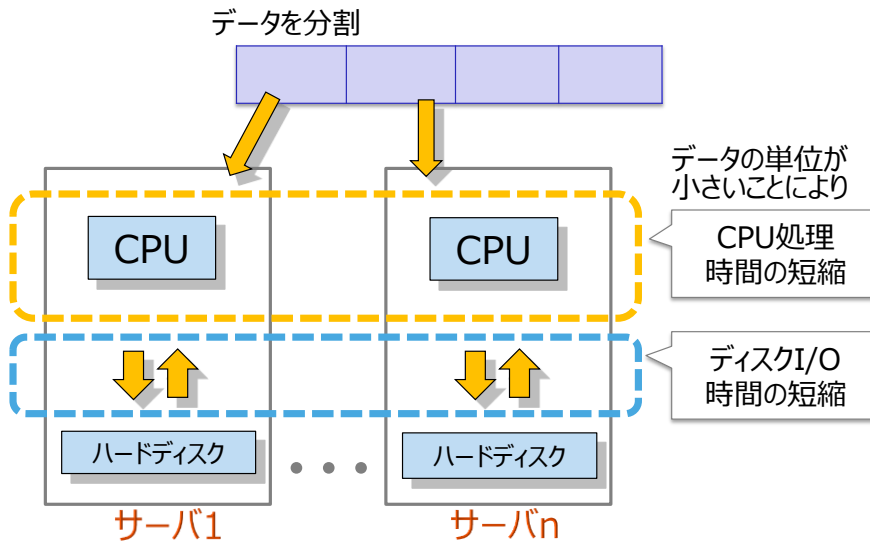 データを分割
データの単位が
小さいことにより
CPU
CPU
CPU処理
時間の短縮
ディスクI/O
時間の短縮
ハードディスク
ハードディスク
サーバ1
サーバn